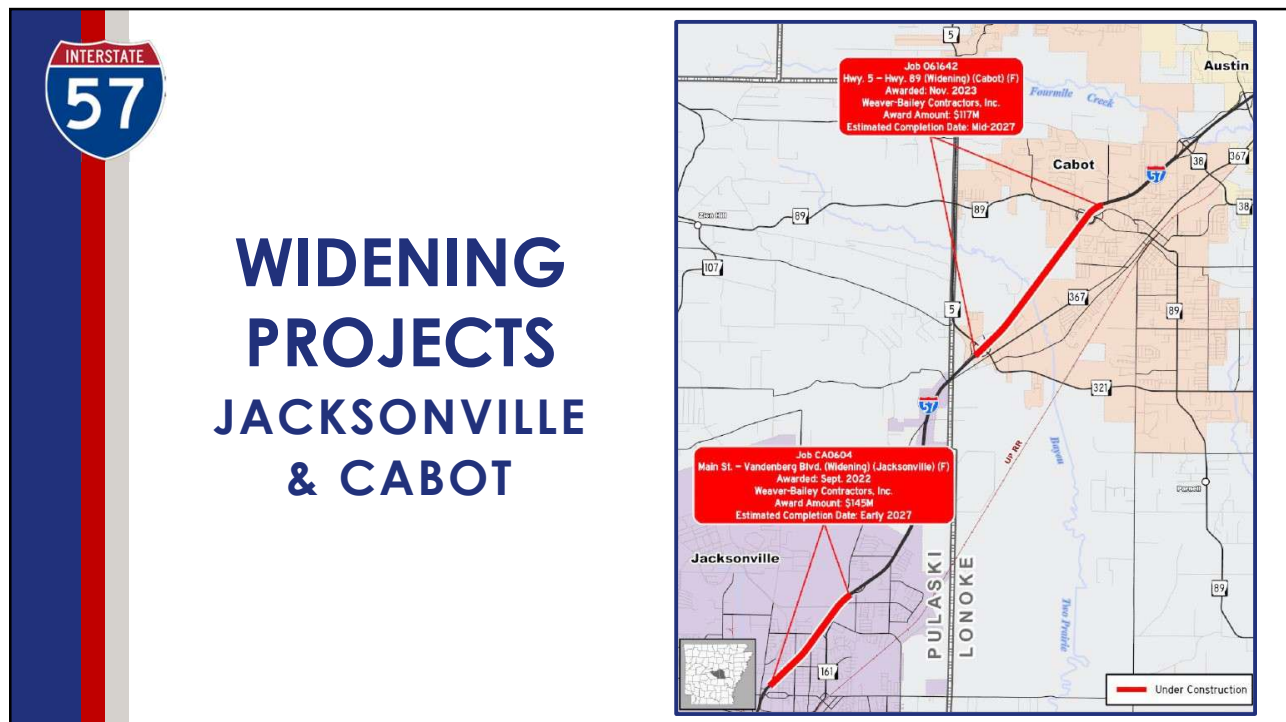 INTERSTATE
57
WIDENING
PROJECTS
JACKSONVILLE
& CABOT
5
Job 061642
Hwy. 5 – Hwy. 89 (Widening) (Cabot) (F)
Awarded: Nov. 2023
Weaver-Bailey Contractors, Inc.
Award Amount: $117M
Estimated Completion Date: Mid-2027
Austin
Fourmile Creek
Cabot
57
38
367
38
Zion Hill
89
89
107
5
367
89
321
57
UP RR
Bayou
Parnell
Job CA0604
Main St. – Vandenberg Blvd. (Widening) (Jacksonville) (F)
Awarded: Sept. 2022
Weaver-Bailey Contractors, Inc.
Award Amount: $145M
Estimated Completion Date: Early 2027
Jacksonville
PULASKI
LONOKE
Two Prairie
89
161
Under Construction